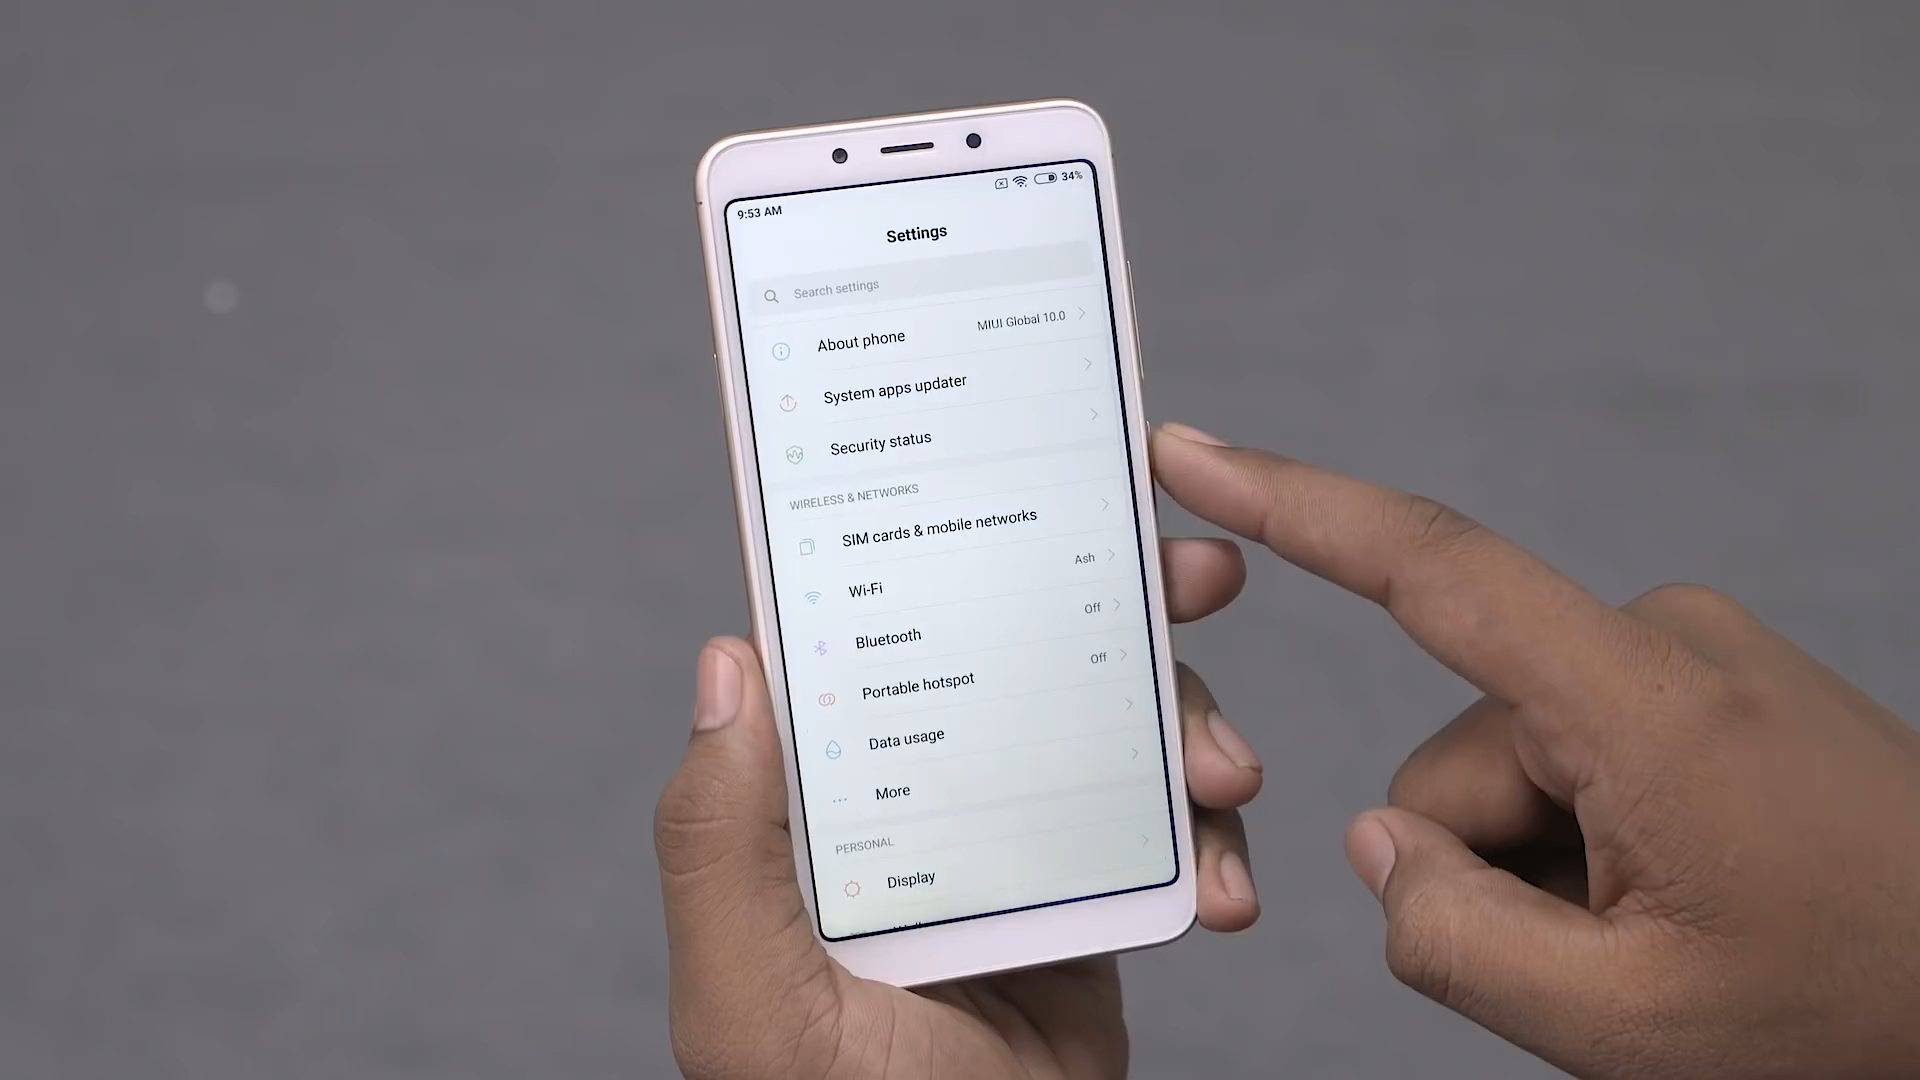 9:53 AM 34%
Settings
Search settings
About phone MIUI Global 10.0
System apps updater
Security status
WIRELESS & NETWORKS
SIM cards & mobile networks
Wi-Fi Ash
Bluetooth Off
Portable hotspot Off
Data usage
More
PERSONAL
Display